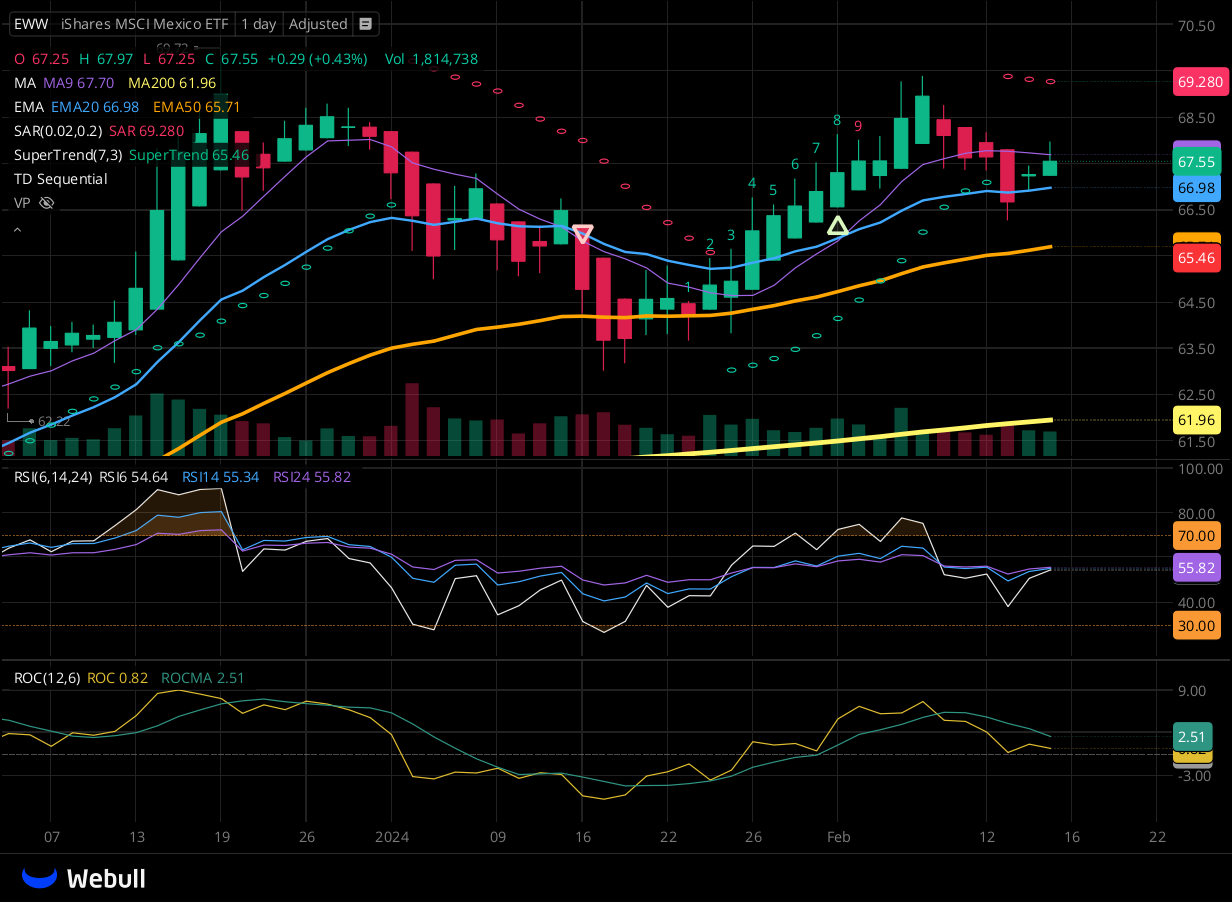 EWW iShares MSCI Mexico ETF 1 day Adjusted
O 67.25 H 67.97 L 67.25 C 67.55 +0.29 (+0.43%) Vol 1,814,738
MA MA9 67.70 MA200 61.96
EMA EMA20 66.98 EMA50 65.71
SAR(0.02,0.2) SAR 69.280
SuperTrend(7,3) SuperTrend 65.46
TD Sequential
VP
1 2 3 4 5 6 7 8 9
62.22
70.50
69.280
68.50
67.55
66.98
66.50
65.46
64.50
63.50
62.50
61.96
61.50
RSI(6,14,24) RSI6 54.64 RSI14 55.34 RSI24 55.82
100.00
80.00
70.00
55.82
40.00
30.00
ROC(12,6) ROC 0.82 ROCMA 2.51
9.00
2.51
-3.00
07 13 19 26 2024 09 16 22 26 Feb 12 16 22
Webull